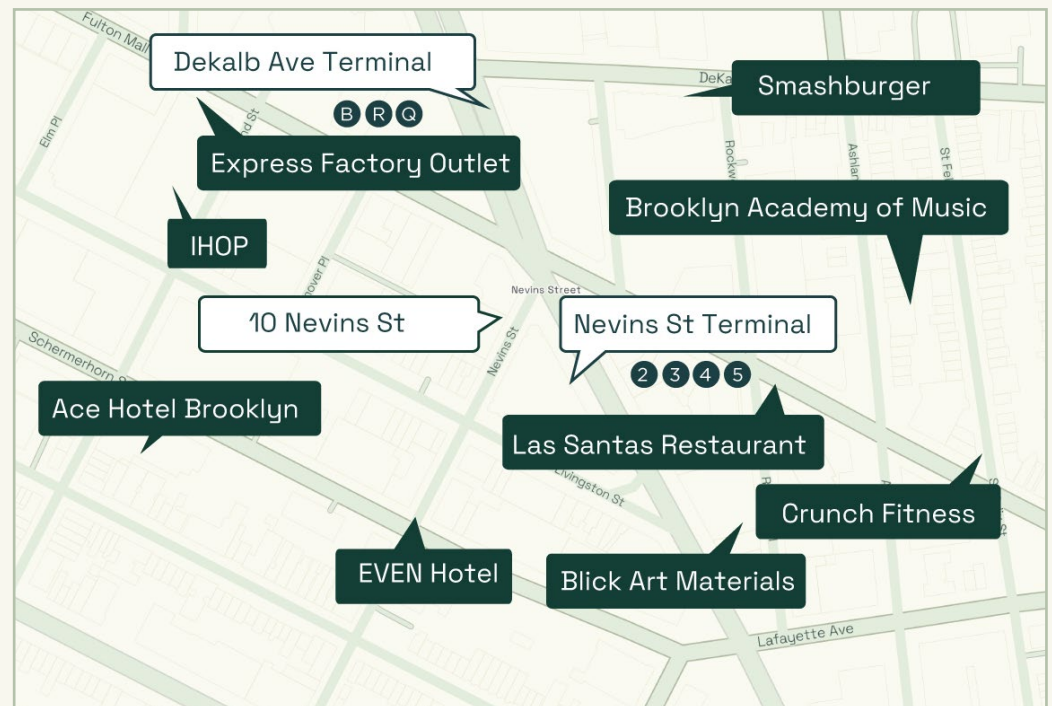 Fulton Mall
Dekalb Ave Terminal
B R Q
Smashburger
Elm Pl
Express Factory Outlet
Brooklyn Academy of Music
IHOP
Nevins Street
10 Nevins St
Nevins St Terminal
2 3 4 5
Nevins St
Schermerhorn
Ace Hotel Brooklyn
Las Santas Restaurant
Livingston St
Crunch Fitness
EVEN Hotel
Blick Art Materials
Lafayette Ave